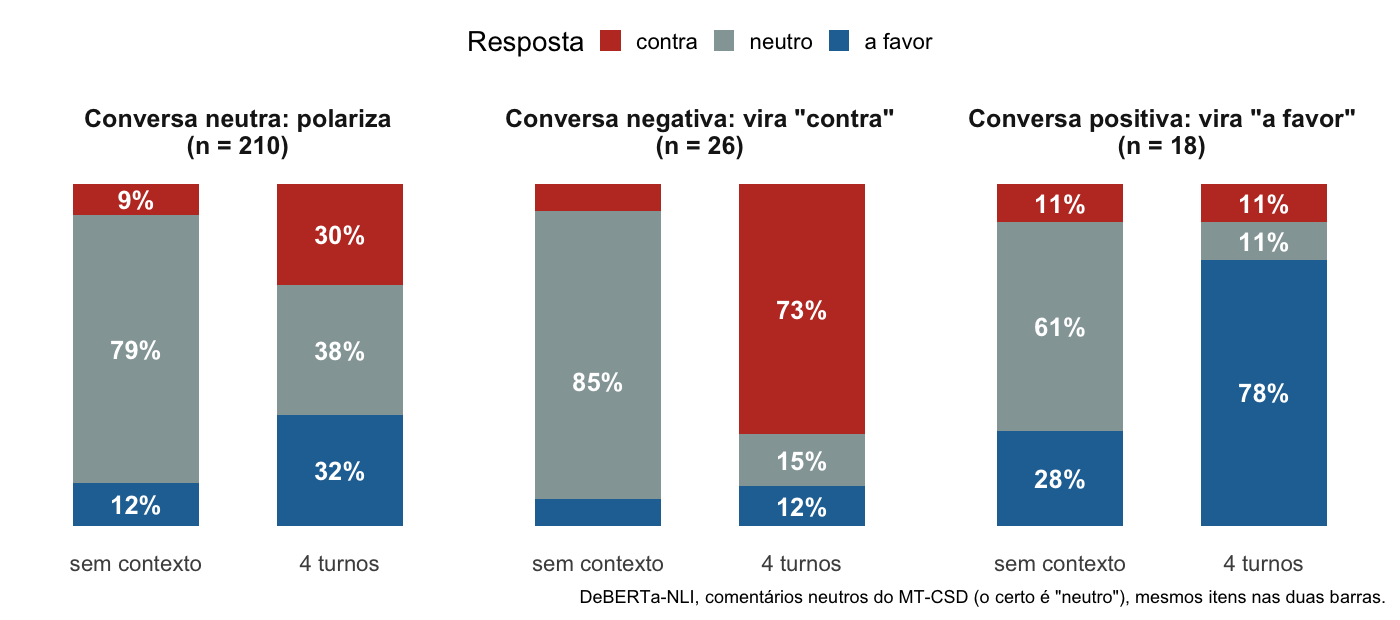 Resposta contra neutro a favor
Conversa neutra: polariza
(n = 210)
Conversa negativa: vira "contra"
(n = 26)
Conversa positiva: vira "a favor"
(n = 18)
9%
79%
12%
30%
38%
32%
85%
73%
15%
12%
11%
61%
28%
11%
11%
78%
sem contexto
4 turnos
sem contexto
4 turnos
sem contexto
4 turnos
DeBERTa-NLI, comentários neutros do MT-CSD (o certo é "neutro"), mesmos itens nas duas barras.